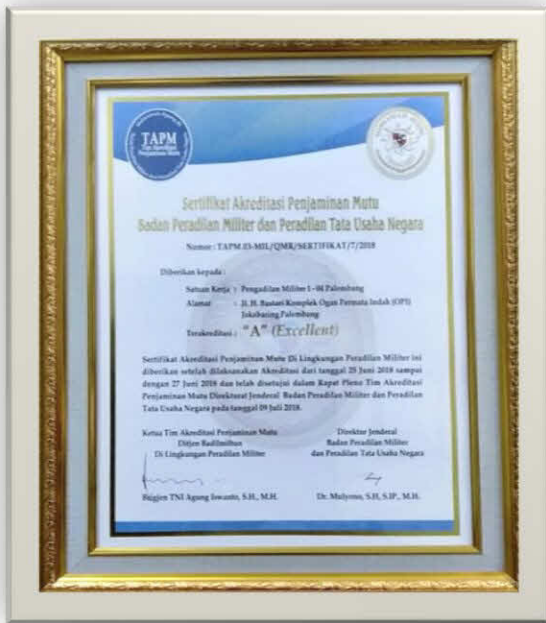 TAPM
Tim Akreditasi
Penjaminan Mutu
Sertifikat Akreditasi Penjaminan Mutu
Badan Peradilan Militer dan Peradilan Tata Usaha Negara
Nomor : TAPM.03-MIL/QMR/SERTIFIKAT/7/2018
Diberikan kepada :
Satuan Kerja : Pengadilan Militer I - 04 Palembang
Alamat : Jl. H. Bastari Komplek Ogan Permata Indah (OPI)
Jakabaring Palembang
Terakreditasi : "A" (Excellent)
Sertifikat Akreditasi Penjaminan Mutu Di Lingkungan Peradilan Militer ini
diberikan setelah dilaksanakan Akreditasi dari tanggal 25 Juni 2018 sampai
dengan 27 Juni 2018 dan telah disetujui dalam Rapat Pleno Tim Akreditasi
Penjaminan Mutu Direktorat Jenderal Badan Peradilan Militer dan Peradilan
Tata Usaha Negara pada tanggal 09 Juli 2018.
Ketua Tim Akreditasi Penjaminan Mutu
Ditjen Badilmiltun
Di Lingkungan Peradilan Militer
Brigjen TNI Agung Iswanto, S.H., M.H.
Direktur Jenderal
Badan Peradilan Militer
dan Peradilan Tata Usaha Negara
Dr. Mulyono, S.H, S.IP., M.H.